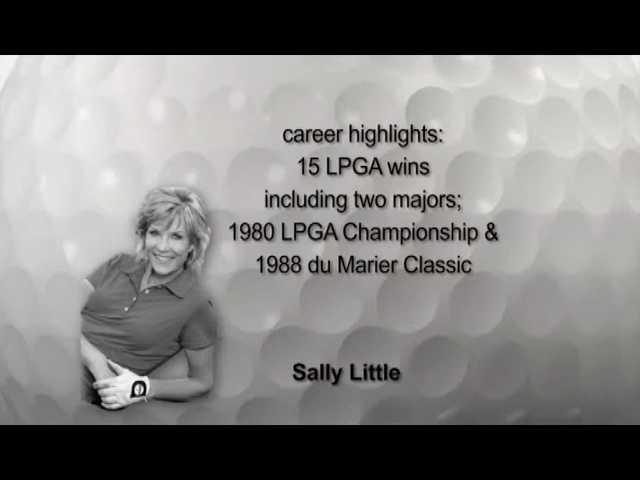 career highlights:
15 LPGA wins
including two majors;
1980 LPGA Championship &
1988 du Marier Classic
Sally Little